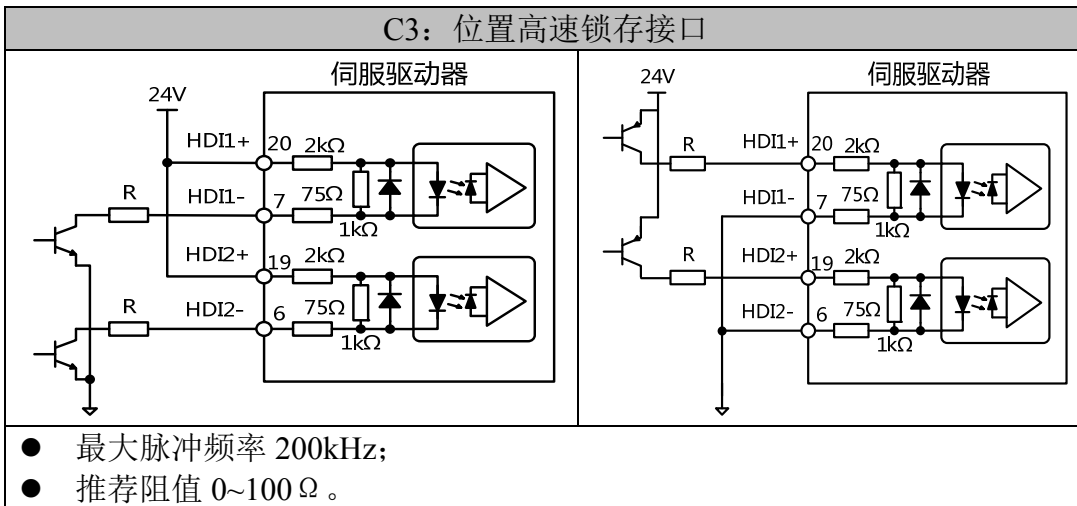 C3：位置高速锁存接口
伺服驱动器
24V
HDI1+ 20 2kΩ
R HDI1- 7 75Ω
1kΩ
HDI2+ 19 2kΩ
R HDI2- 6 75Ω
1kΩ
伺服驱动器
24V
R HDI1+ 20 2kΩ
HDI1- 7 75Ω
1kΩ
R HDI2+ 19 2kΩ
HDI2- 6 75Ω
1kΩ
● 最大脉冲频率 200kHz；
● 推荐阻值 0~100Ω。